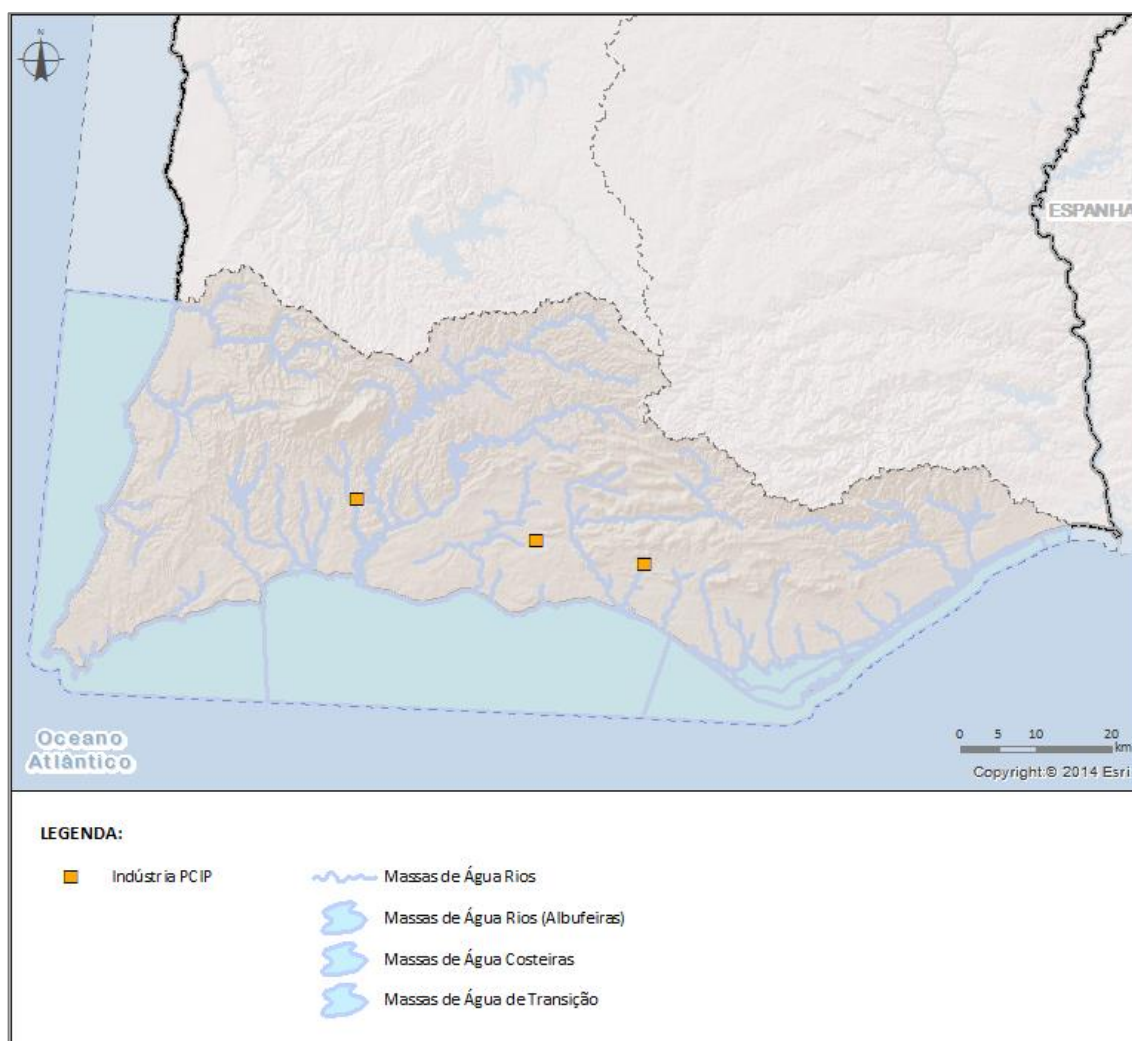 N
ESPANHA
Oceano
Atlântico
0 5 10 20
km
Copyright:© 2014 Esri
LEGENDA:
Indústria PCIP
Massas de Água Rios
Massas de Água Rios (Albufeiras)
Massas de Água Costeiras
Massas de Água de Transição